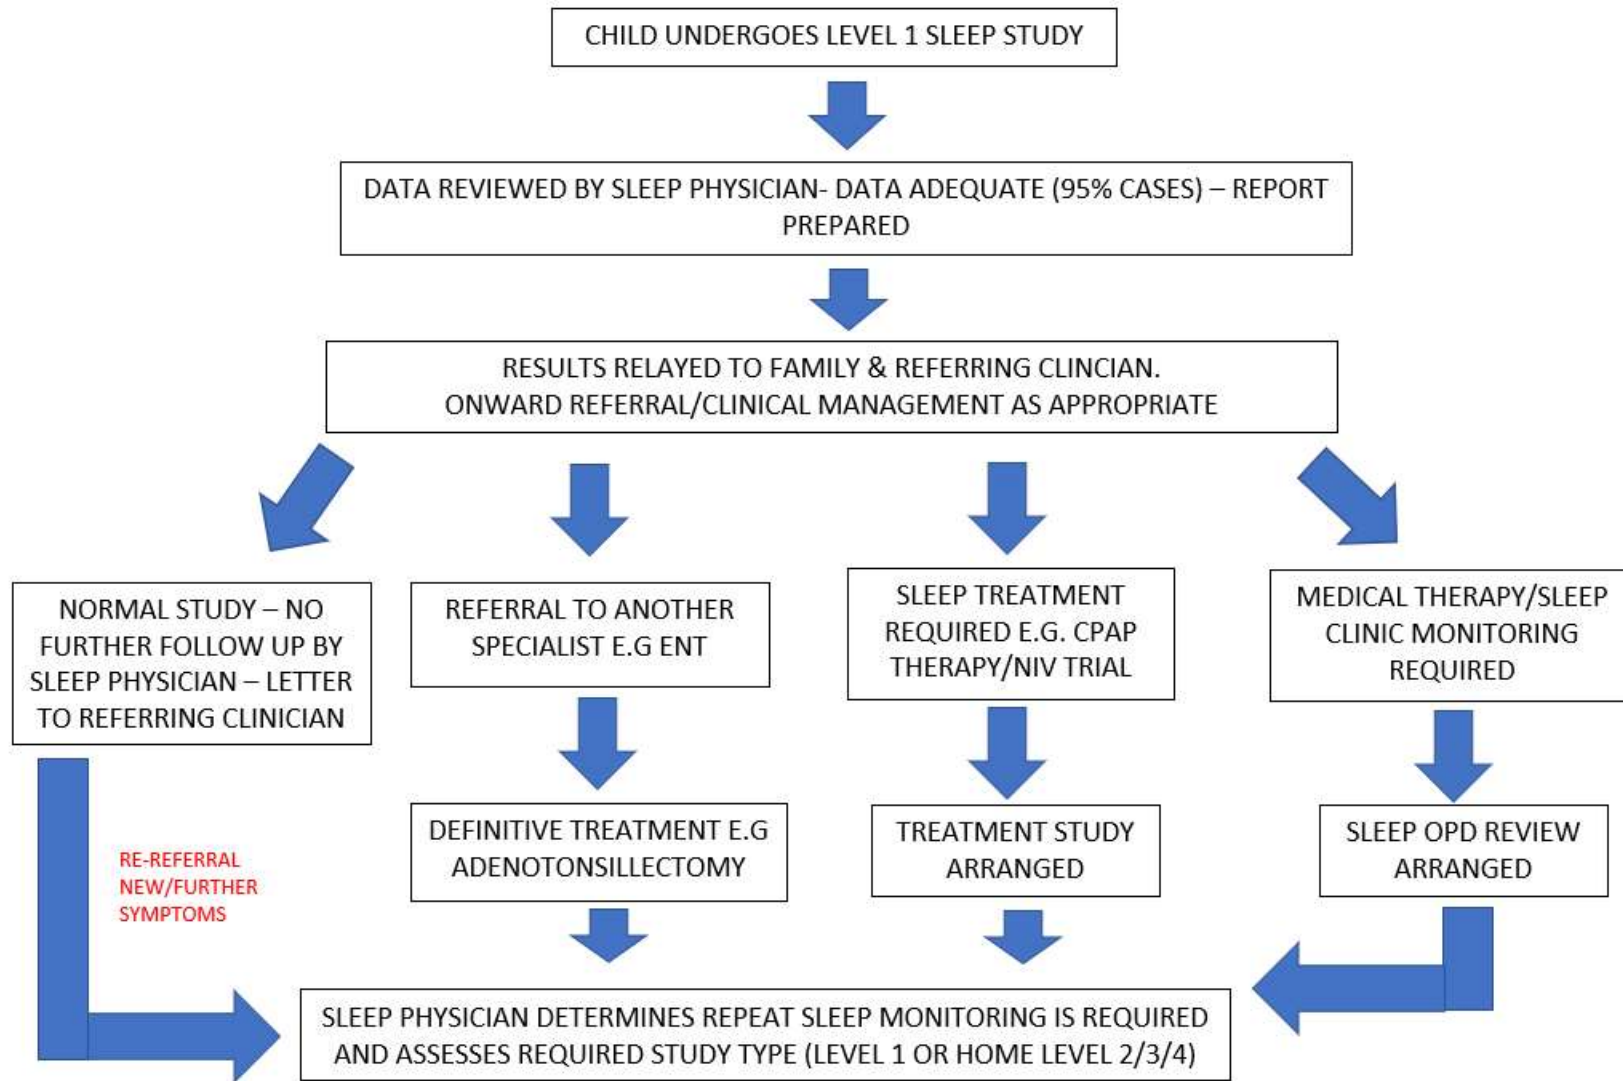 CHILD UNDERGOES LEVEL 1 SLEEP STUDY
DATA REVIEWED BY SLEEP PHYSICIAN- DATA ADEQUATE (95% CASES) – REPORT
PREPARED
RESULTS RELAYED TO FAMILY & REFERRING CLINCIAN.
ONWARD REFERRAL/CLINICAL MANAGEMENT AS APPROPRIATE
NORMAL STUDY – NO
FURTHER FOLLOW UP BY
SLEEP PHYSICIAN – LETTER
TO REFERRING CLINICIAN
REFERRAL TO ANOTHER
SPECIALIST E.G ENT
SLEEP TREATMENT
REQUIRED E.G. CPAP
THERAPY/NIV TRIAL
MEDICAL THERAPY/SLEEP
CLINIC MONITORING
REQUIRED
DEFINITIVE TREATMENT E.G
ADENOTONSILLECTOMY
TREATMENT STUDY
ARRANGED
SLEEP OPD REVIEW
ARRANGED
RE-REFERRAL
NEW/FURTHER
SYMPTOMS
SLEEP PHYSICIAN DETERMINES REPEAT SLEEP MONITORING IS REQUIRED
AND ASSESSES REQUIRED STUDY TYPE (LEVEL 1 OR HOME LEVEL 2/3/4)